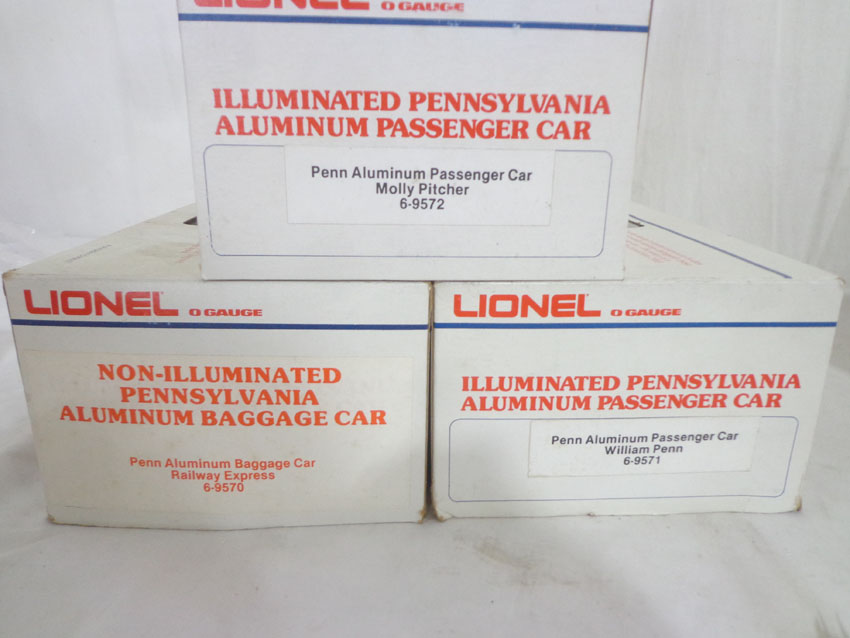 LIONEL O GAUGE
ILLUMINATED PENNSYLVANIA
ALUMINUM PASSENGER CAR
Penn Aluminum Passenger Car
Molly Pitcher
6-9572
LIONEL O GAUGE
NON-ILLUMINATED
PENNSYLVANIA
ALUMINUM BAGGAGE CAR
Penn Aluminum Baggage Car
Railway Express
6-9570
LIONEL O GAUGE
ILLUMINATED PENNSYLVANIA
ALUMINUM PASSENGER CAR
Penn Aluminum Passenger Car
William Penn
6-9571